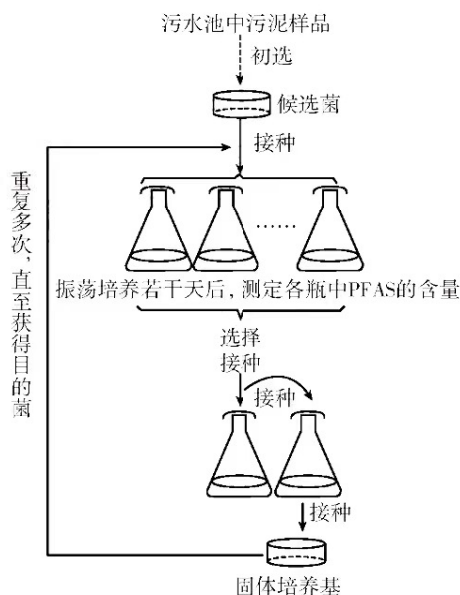 污水池中污泥样品
初选
候选菌
接种
重复多次，直至获得目的菌
……
振荡培养若干天后，测定各瓶中PFAS的含量
选择
接种
接种
接种
固体培养基